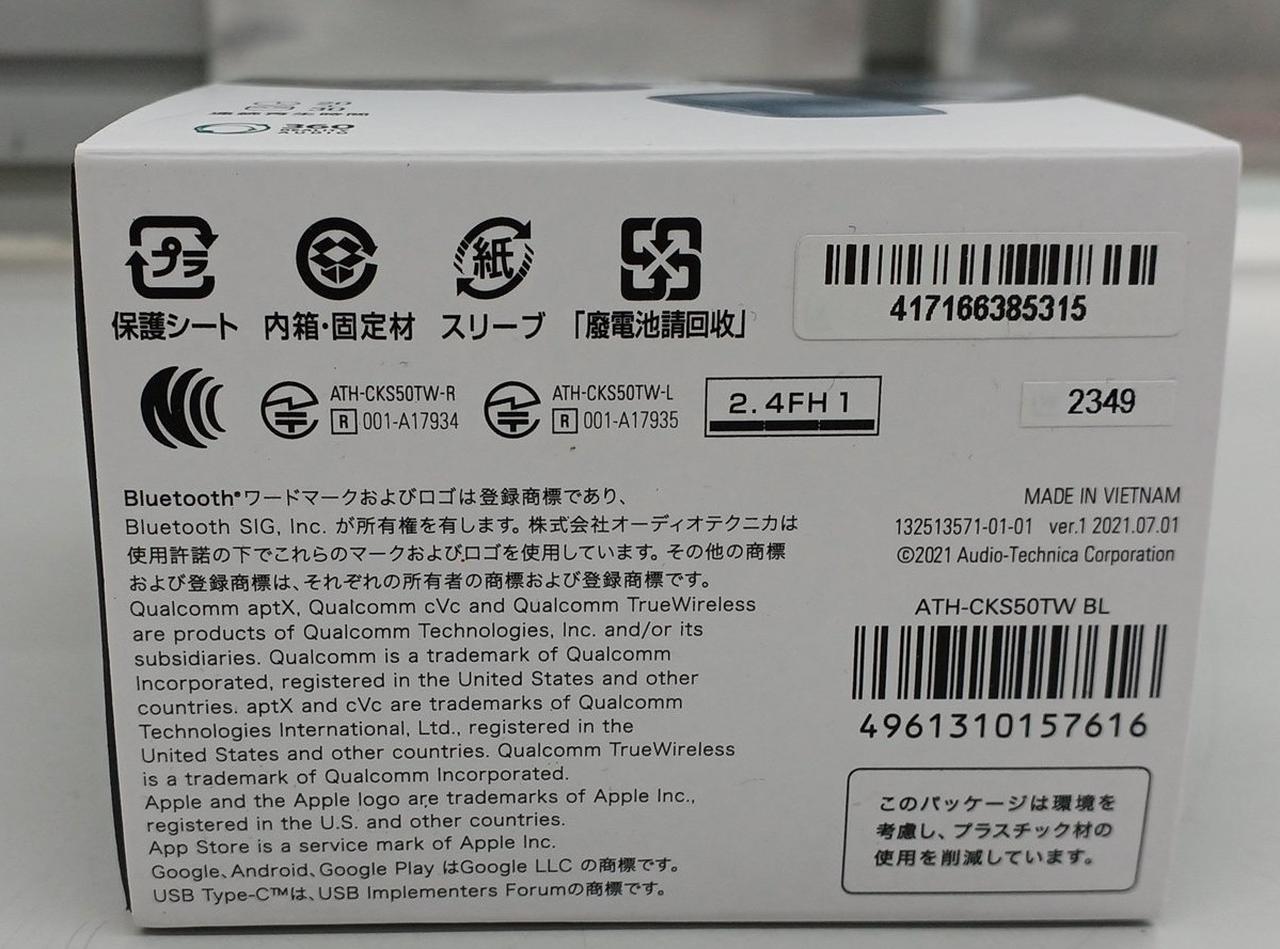 20
30
連続再生時間
360
AUDIO
プラ
紙
保護シート
内箱・固定材
スリーブ
「廢電池請回收」
417166385315
ATH-CKS50TW-R
R 001-A17934
ATH-CKS50TW-L
R 001-A17935
2.4FH1
2349
Bluetooth®ワードマークおよびロゴは登録商標であり、
Bluetooth SIG, Inc. が所有権を有します。株式会社オーディオテクニカは
使用許諾の下でこれらのマークおよびロゴを使用しています。その他の商標
および登録商標は、それぞれの所有者の商標および登録商標です。
Qualcomm aptX, Qualcomm cVc and Qualcomm TrueWireless
are products of Qualcomm Technologies, Inc. and/or its
subsidiaries. Qualcomm is a trademark of Qualcomm
Incorporated, registered in the United States and other
countries. aptX and cVc are trademarks of Qualcomm
Technologies International, Ltd., registered in the
United States and other countries. Qualcomm TrueWireless
is a trademark of Qualcomm Incorporated.
Apple and the Apple logo are trademarks of Apple Inc.,
registered in the U.S. and other countries.
App Store is a service mark of Apple Inc.
Google、Android、Google Play はGoogle LLC の商標です。
USB Type-C™は、USB Implementers Forumの商標です。
MADE IN VIETNAM
132513571-01-01 ver.1 2021.07.01
©2021 Audio-Technica Corporation
ATH-CKS50TW BL
4961310157616
このパッケージは環境を
考慮し、プラスチック材の
使用を削減しています。